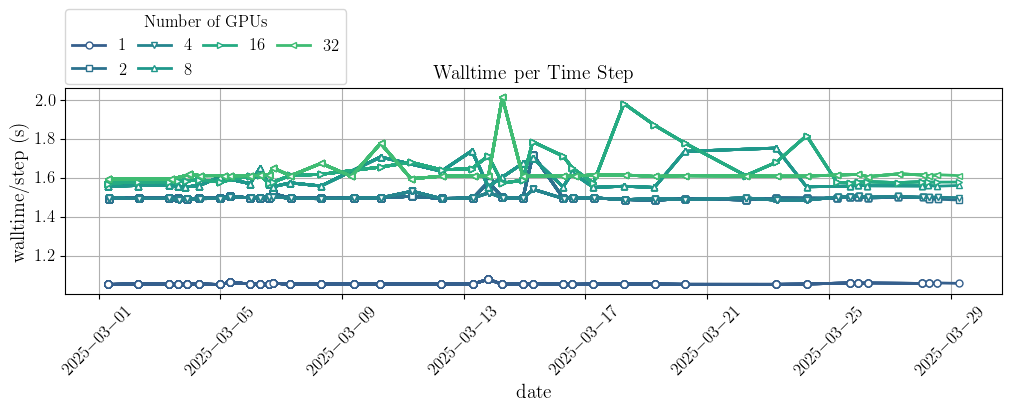 Number of GPUs
1 4 16 32
2 8
Walltime per Time Step
walltime/step (s)
2.0
1.8
1.6
1.4
1.2
2025−03−01 2025−03−05 2025−03−09 2025−03−13 2025−03−17 2025−03−21 2025−03−25 2025−03−29
date